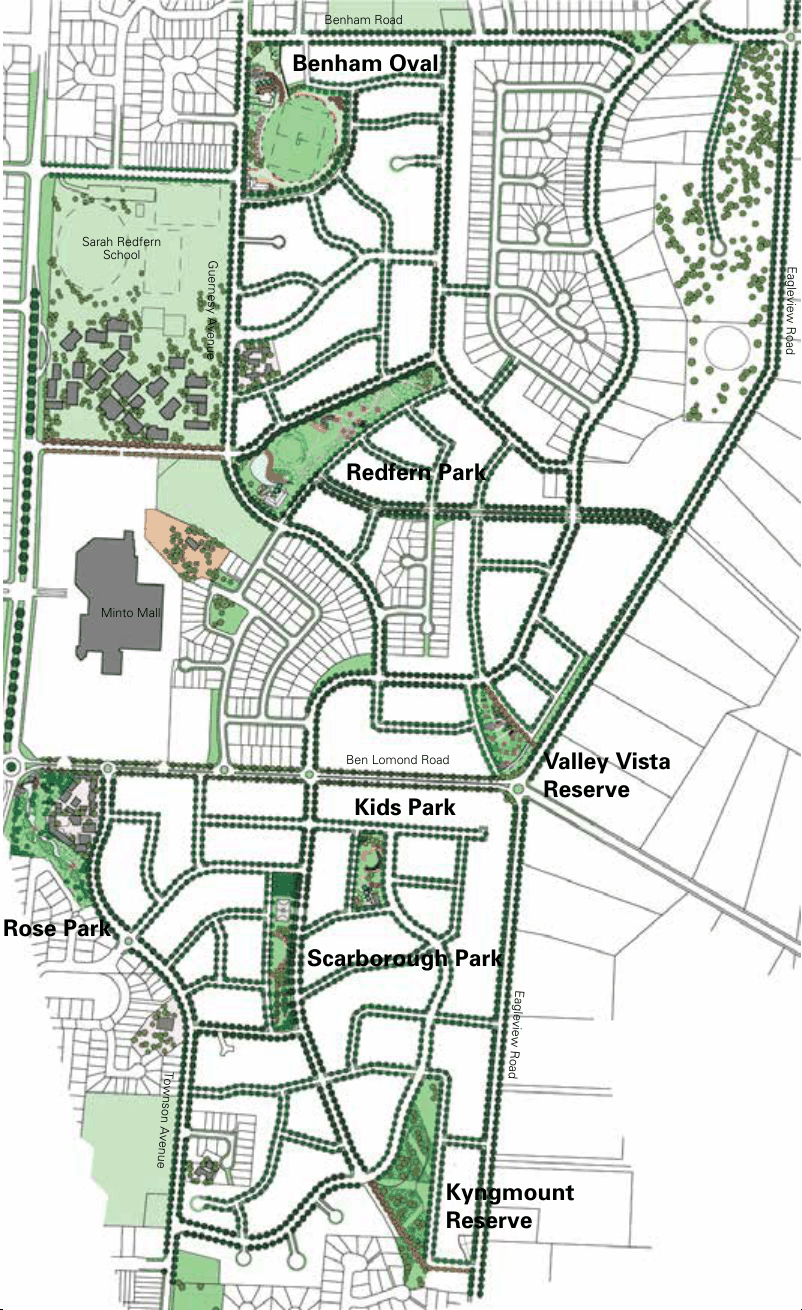 Benham Road
Benham Oval
Sarah Redfern
School
Guernesy Avenue
Eagleview Road
Redfern Park
Minto Mall
Ben Lomond Road
Valley Vista
Reserve
Kids Park
Rose Park
Scarborough Park
Eagleview Road
Townson Avenue
Kyngmount
Reserve